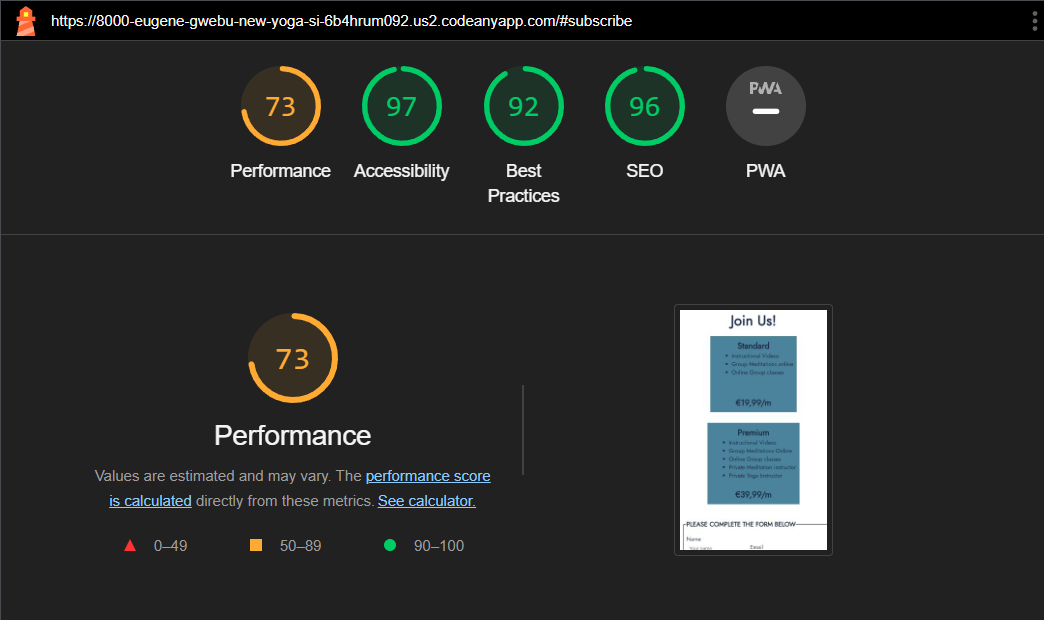 https://8000-eugene-gwebu-new-yoga-si-6b4hrum092.us2.codeanyapp.com/#subscribe
73
97
92
96
PWA
Performance
Accessibility
Best
Practices
SEO
PWA
73
Performance
Values are estimated and may vary. The performance score
is calculated directly from these metrics. See calculator.
0–49
50–89
90–100
Join Us!
Standard
Instructional Videos
Group Meditations online
Online Group classes
€19,99/m
Premium
Instructional Videos
Group Meditations Online
Online Group classes
Private Meditation instructor
Private Yoga instructor
€39,99/m
PLEASE COMPLETE THE FORM BELOW
Name
Email
Your name